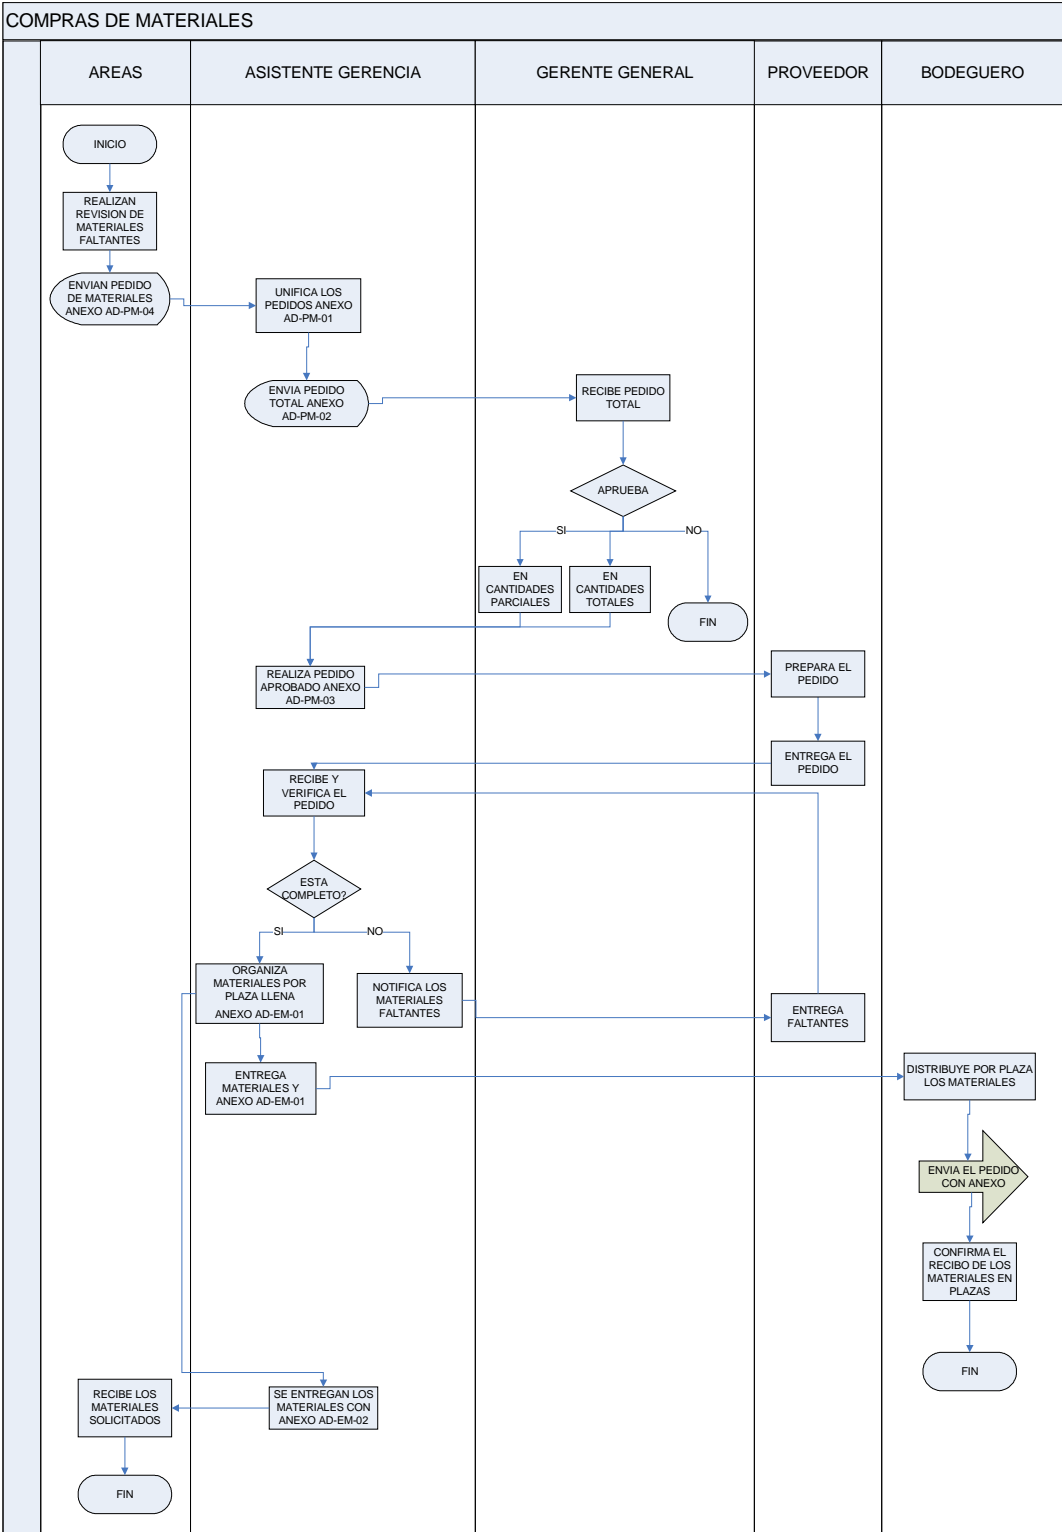 COMPRAS DE MATERIALES
AREAS
ASISTENTE GERENCIA
GERENTE GENERAL
PROVEEDOR
BODEGUERO
INICIO
REALIZAN
REVISION DE
MATERIALES
FALTANTES
ENVIAN PEDIDO
DE MATERIALES
ANEXO AD-PM-04
UNIFICA LOS
PEDIDOS ANEXO
AD-PM-01
ENVIA PEDIDO
TOTAL ANEXO
AD-PM-02
RECIBE PEDIDO
TOTAL
APRUEBA
SI
NO
EN
CANTIDADES
PARCIALES
EN
CANTIDADES
TOTALES
FIN
REALIZA PEDIDO
APROBADO ANEXO
AD-PM-03
PREPARA EL
PEDIDO
ENTREGA EL
PEDIDO
RECIBE Y
VERIFICA EL
PEDIDO
ESTA
COMPLETO?
SI
NO
ORGANIZA
MATERIALES POR
PLAZA LLENA
ANEXO AD-EM-01
NOTIFICA LOS
MATERIALES
FALTANTES
ENTREGA
FALTANTES
ENTREGA
MATERIALES Y
ANEXO AD-EM-01
DISTRIBUYE POR PLAZA
LOS MATERIALES
ENVIA EL PEDIDO
CON ANEXO
CONFIRMA EL
RECIBO DE LOS
MATERIALES EN
PLAZAS
FIN
SE ENTREGAN LOS
MATERIALES CON
ANEXO AD-EM-02
RECIBE LOS
MATERIALES
SOLICITADOS
FIN